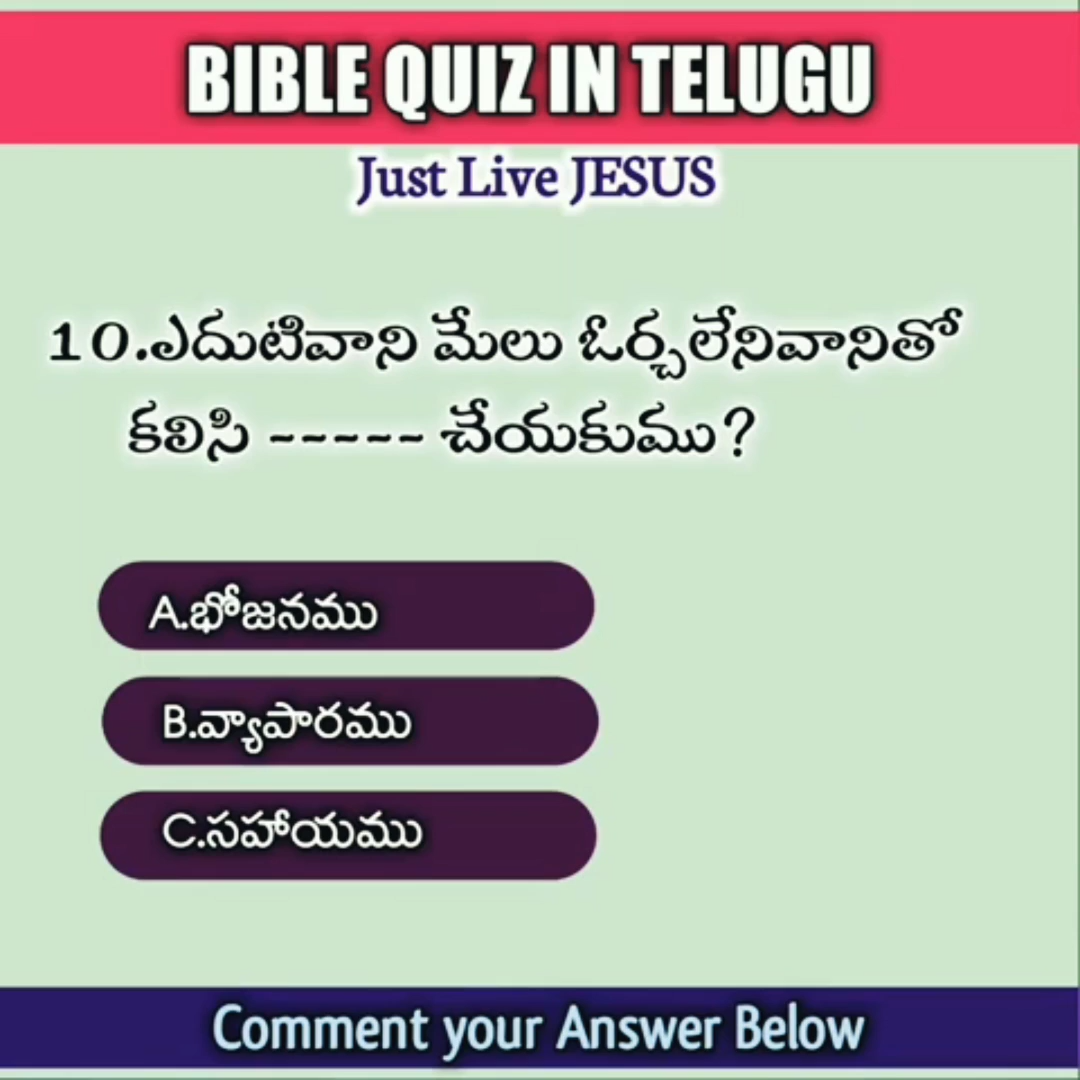 BIBLE QUIZ IN TELUGU
Just Live JESUS
10.ఎదుటివాని మేలు ఓర్చలేనివానితో
కలిసి ----- చేయకుము?
A.భోజనము
B.వ్యాపారము
C.సహాయము
Comment your Answer Below